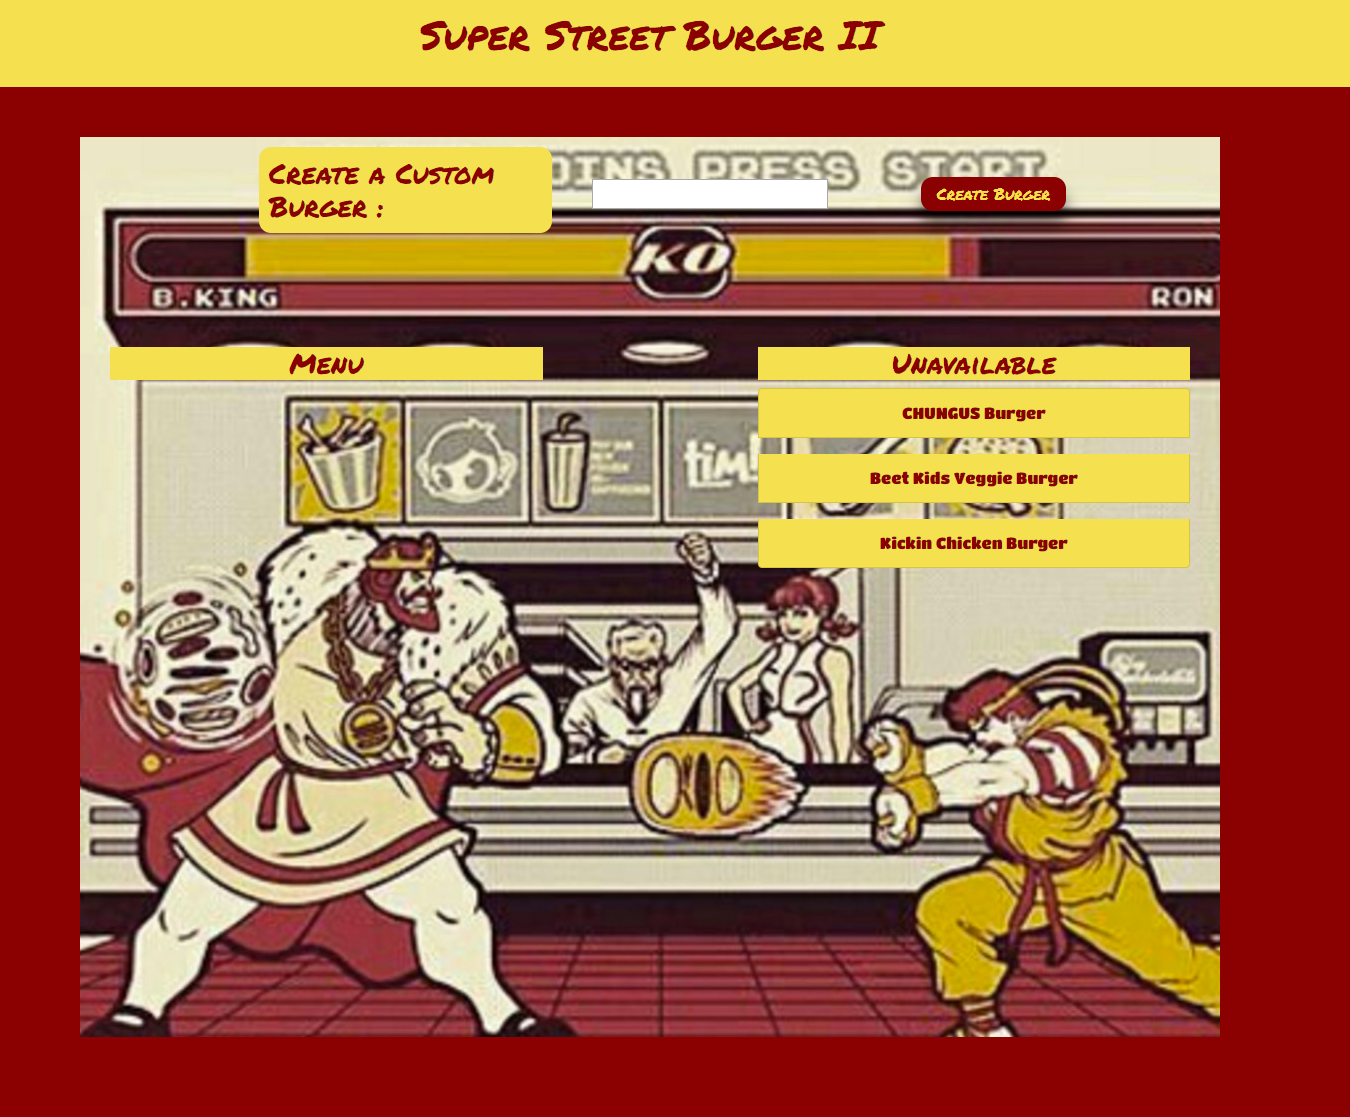 Super Street Burger II
Create a Custom
Burger :
OINS PRESS START
Create Burger
KO
B.KING
RON
Menu
Unavailable
CHUNGUS Burger
tim!
Beet Kids Veggie Burger
Kickin Chicken Burger